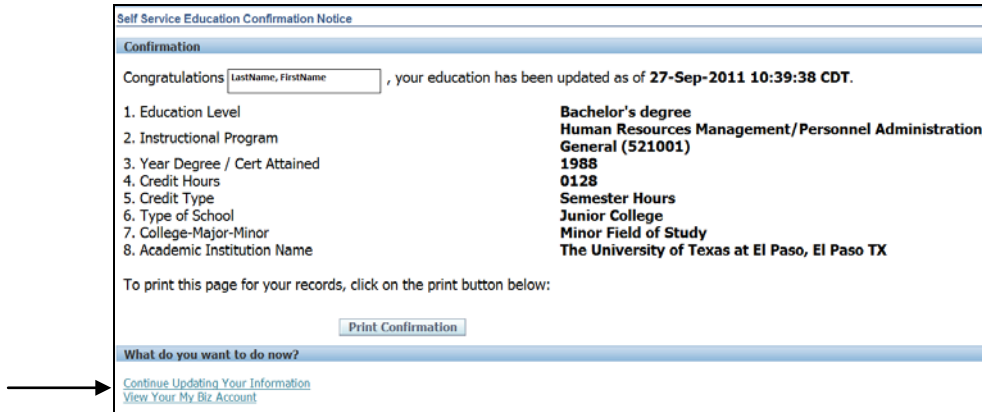 Self Service Education Confirmation Notice
Confirmation
Congratulations LastName, FirstName , your education has been updated as of 27-Sep-2011 10:39:38 CDT.
1. Education Level Bachelor's degree
2. Instructional Program Human Resources Management/Personnel Administration General (521001)
3. Year Degree / Cert Attained 1988
4. Credit Hours 0128
5. Credit Type Semester Hours
6. Type of School Junior College
7. College-Major-Minor Minor Field of Study
8. Academic Institution Name The University of Texas at El Paso, El Paso TX
To print this page for your records, click on the print button below:
Print Confirmation
What do you want to do now?
Continue Updating Your Information
View Your My Biz Account